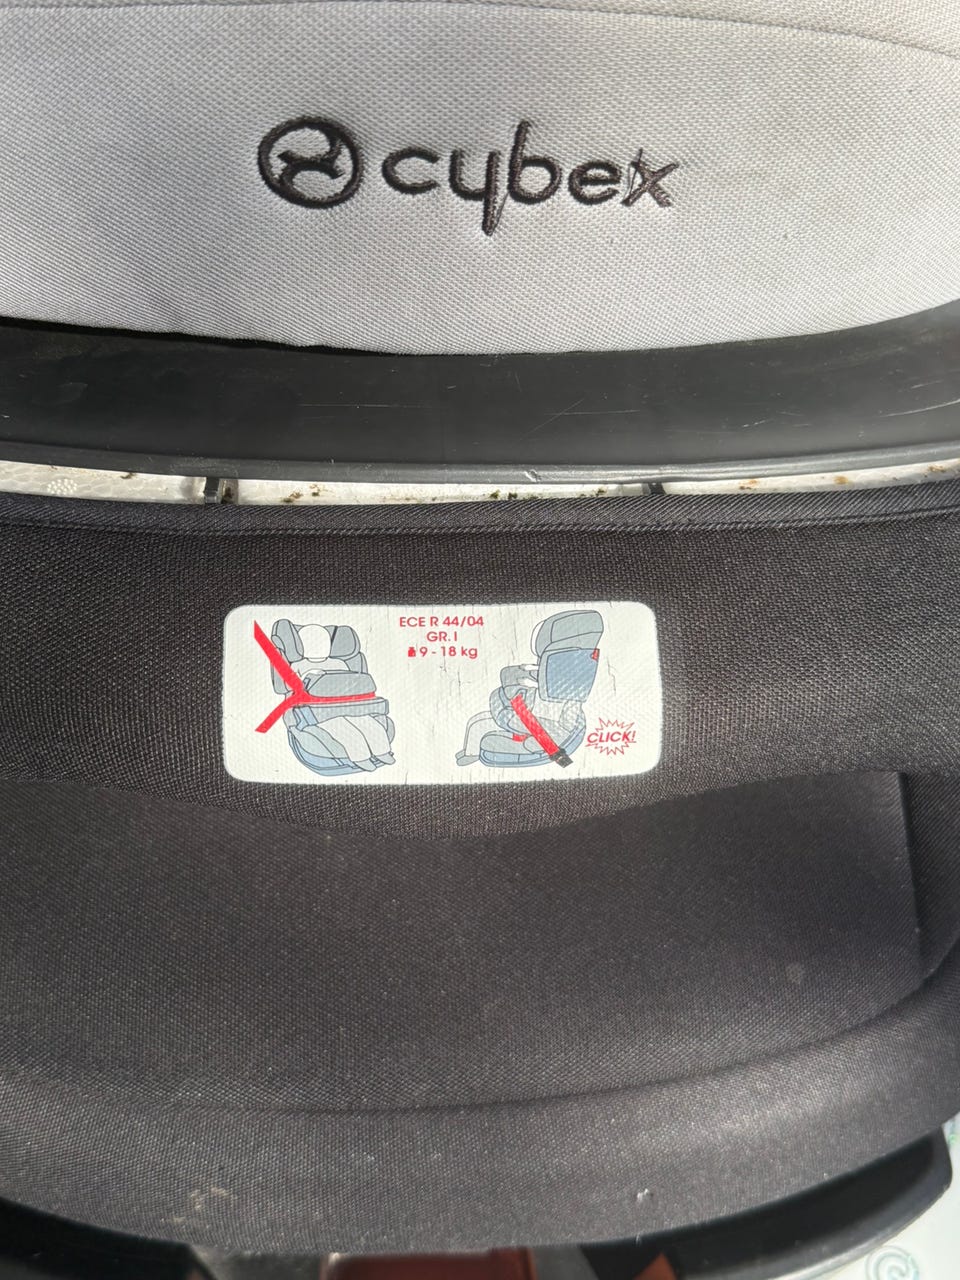 cybex
ECE R 44/04
GR. I
9 - 18 kg
CLICK!